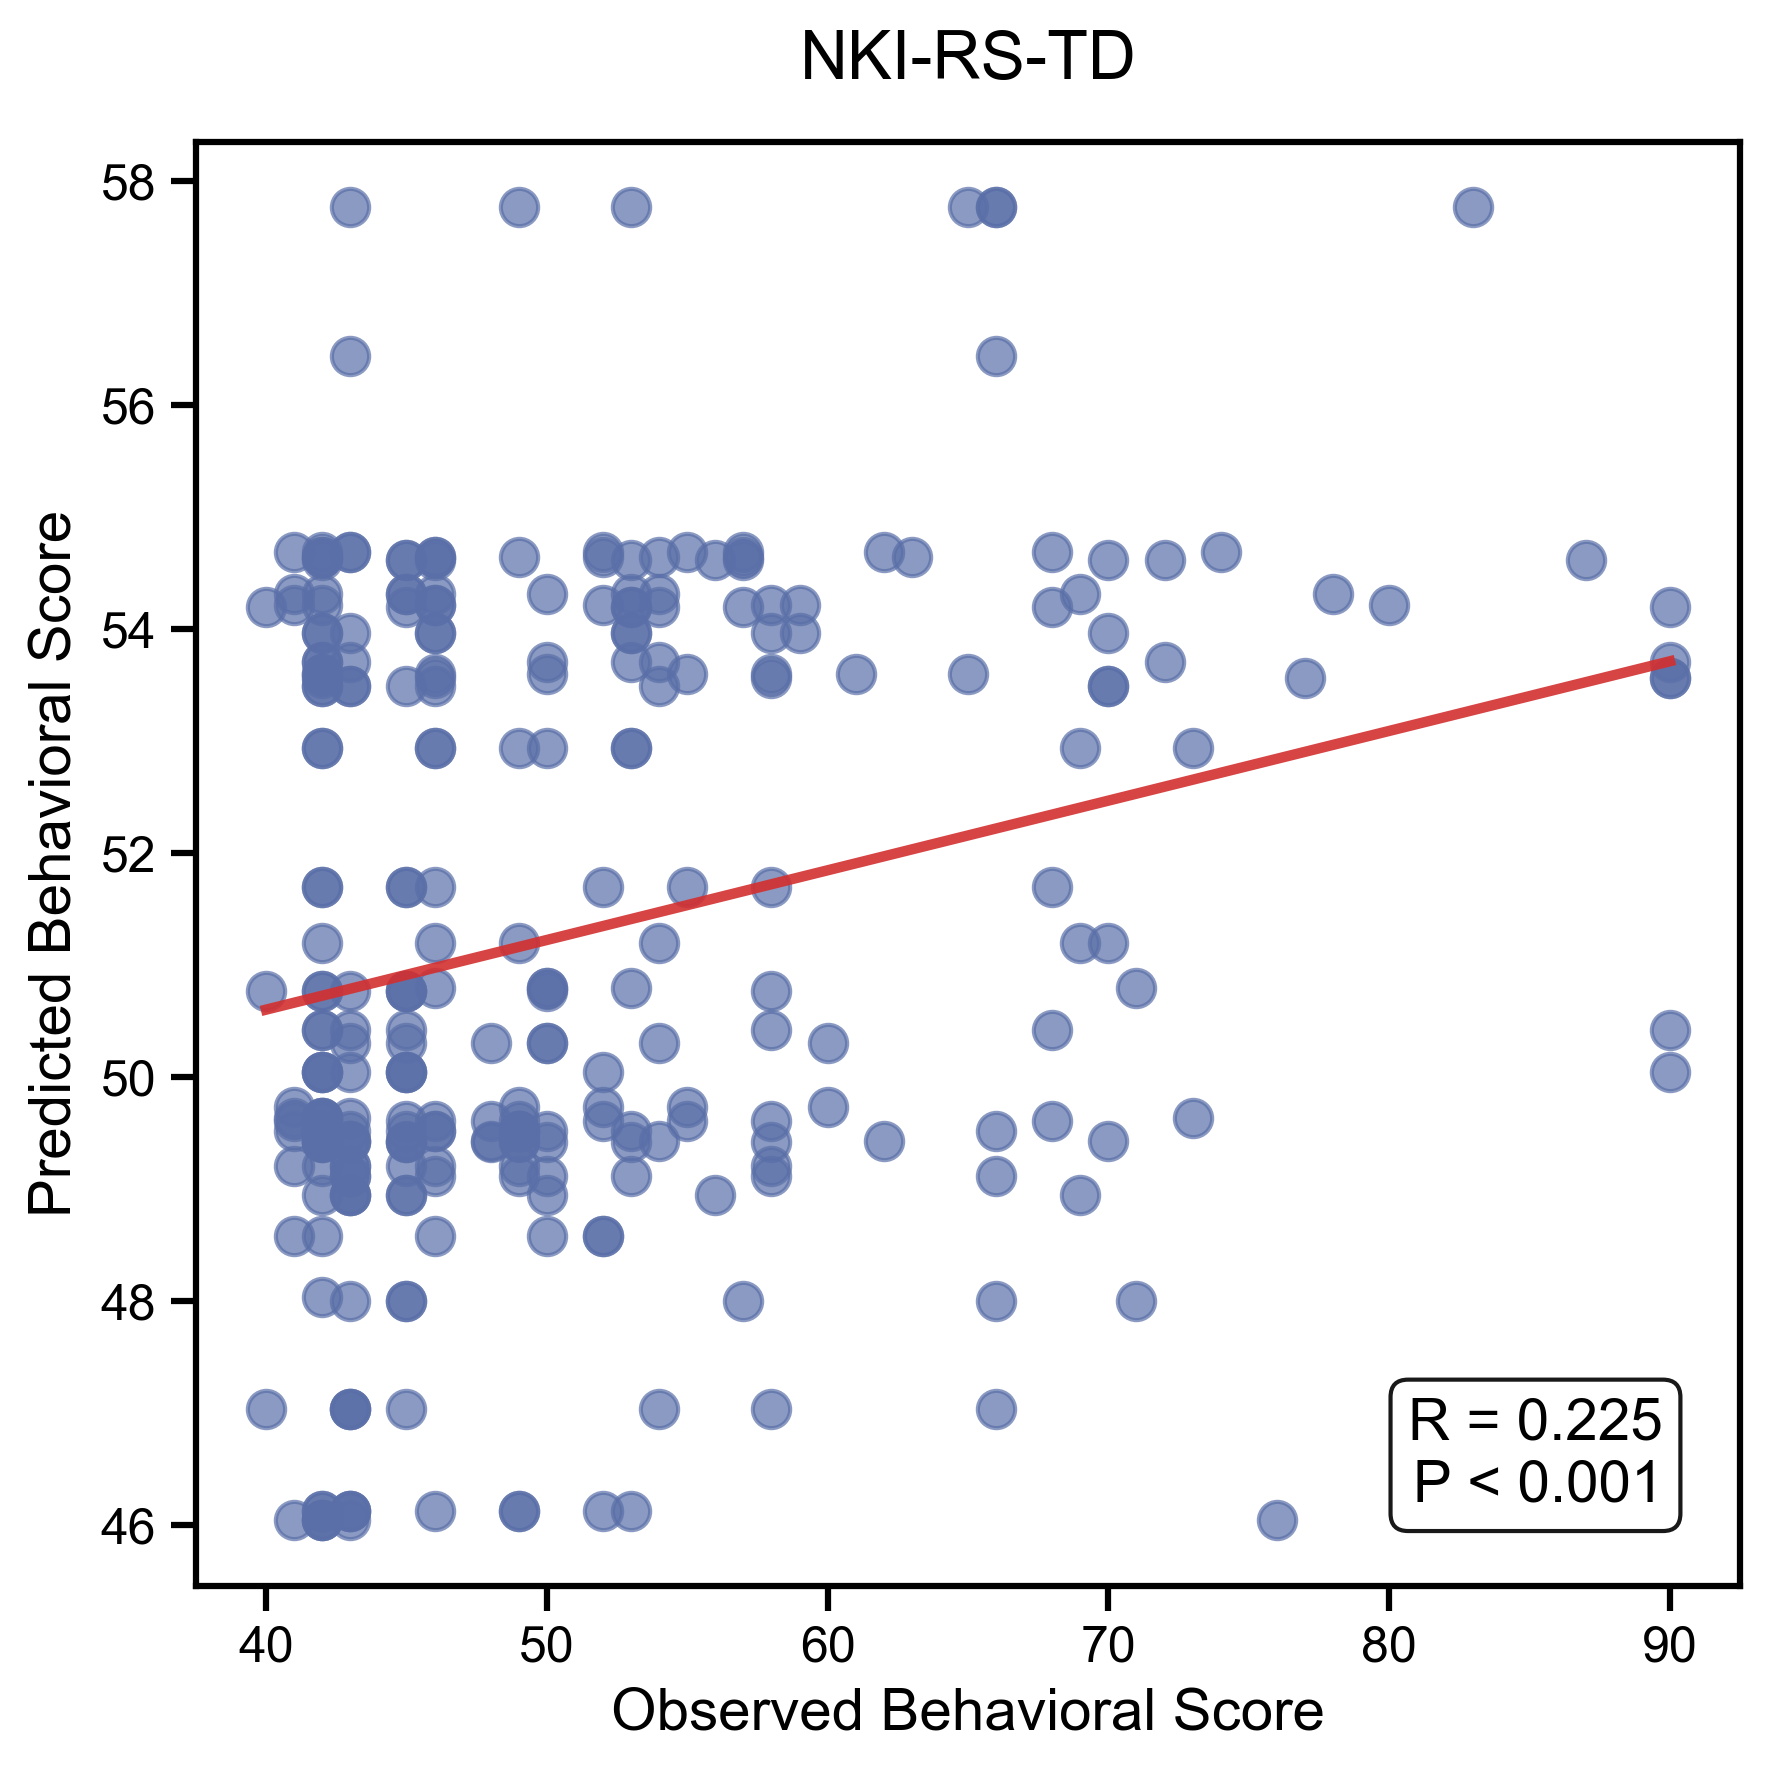 NKI-RS-TD
58
56
54
52
50
48
46
Predicted Behavioral Score
R = 0.225
P < 0.001
40 50 60 70 80 90
Observed Behavioral Score